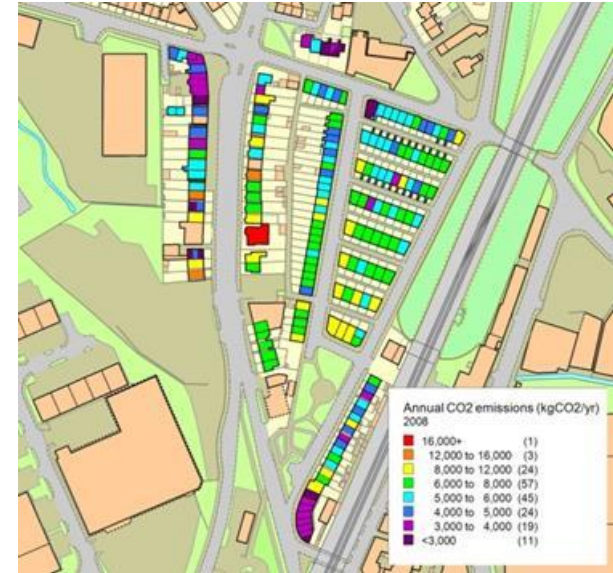 Annual CO2 emissions (kgCO2/yr)
2008
16,000+ (1)
12,000 to 16,000 (3)
8,000 to 12,000 (24)
6,000 to 8,000 (57)
5,000 to 6,000 (45)
4,000 to 5,000 (24)
3,000 to 4,000 (19)
<3,000 (11)